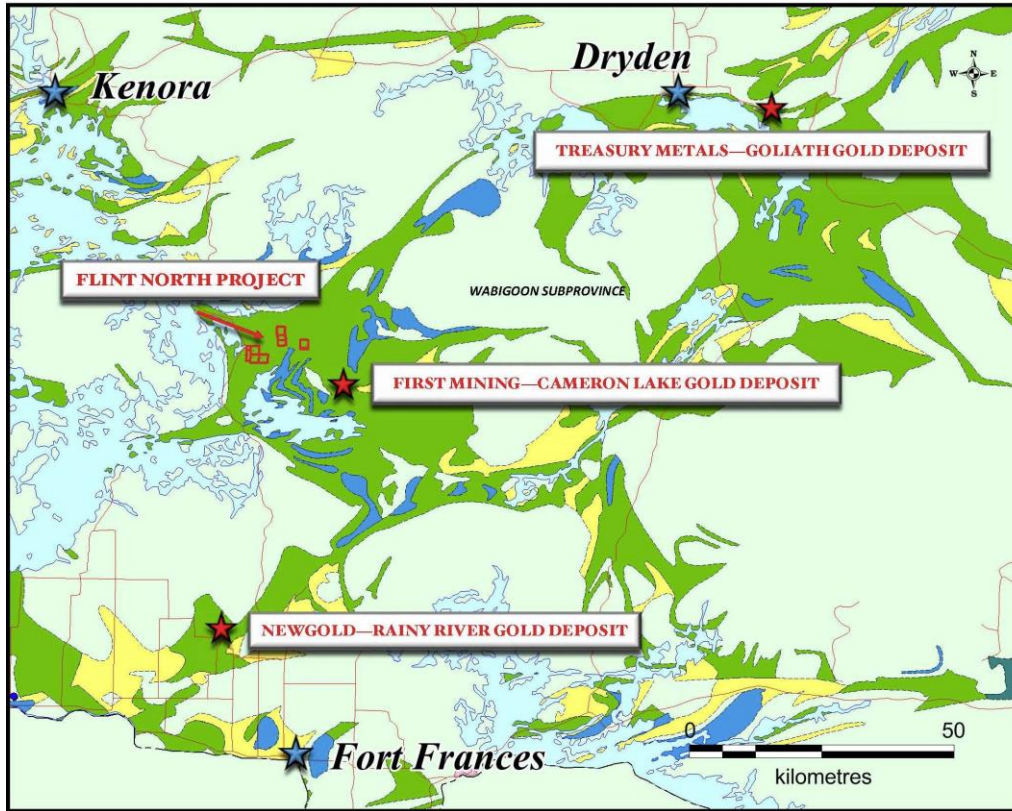 Kenora
Dryden
N
W E
S
TREASURY METALS—GOLIATH GOLD DEPOSIT
FLINT NORTH PROJECT
WABIGOON SUBPROVINCE
FIRST MINING—CAMERON LAKE GOLD DEPOSIT
NEWGOLD—RAINY RIVER GOLD DEPOSIT
Fort Frances
0 50
kilometres